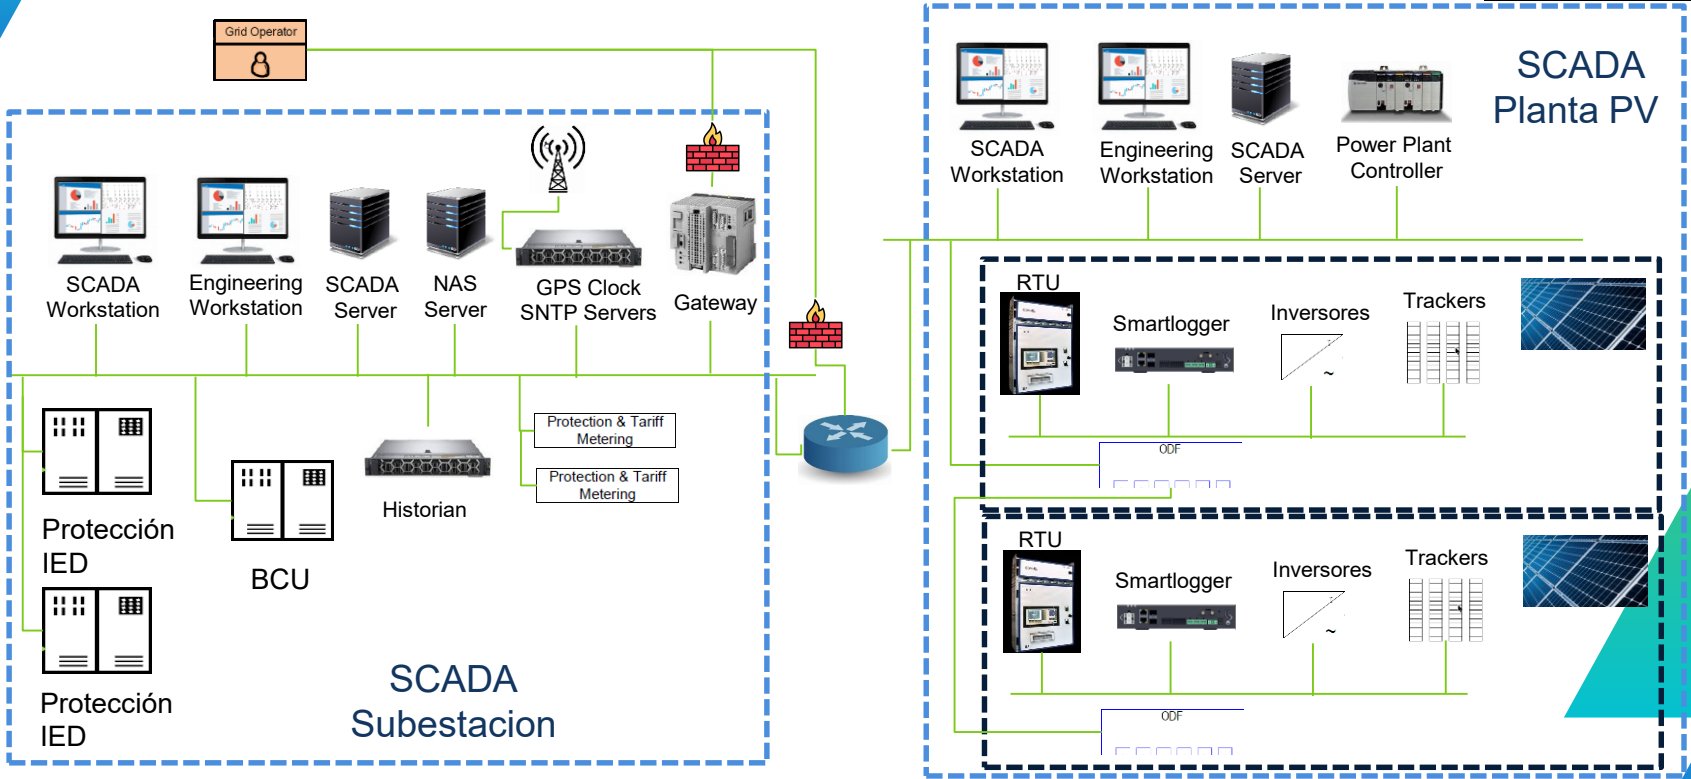 Grid Operator
SCADA
Workstation
Engineering
Workstation
SCADA
Server
NAS
Server
GPS Clock
SNTP Servers
Gateway
Protección
IED
BCU
Historian
Protection & Tariff
Metering
Protection & Tariff
Metering
Protección
IED
SCADA
Subestacion
SCADA
Planta PV
SCADA
Workstation
Engineering
Workstation
SCADA
Server
Power Plant
Controller
RTU
Smartlogger
Inversores
Trackers
~
ODF
RTU
Smartlogger
Inversores
Trackers
~
ODF